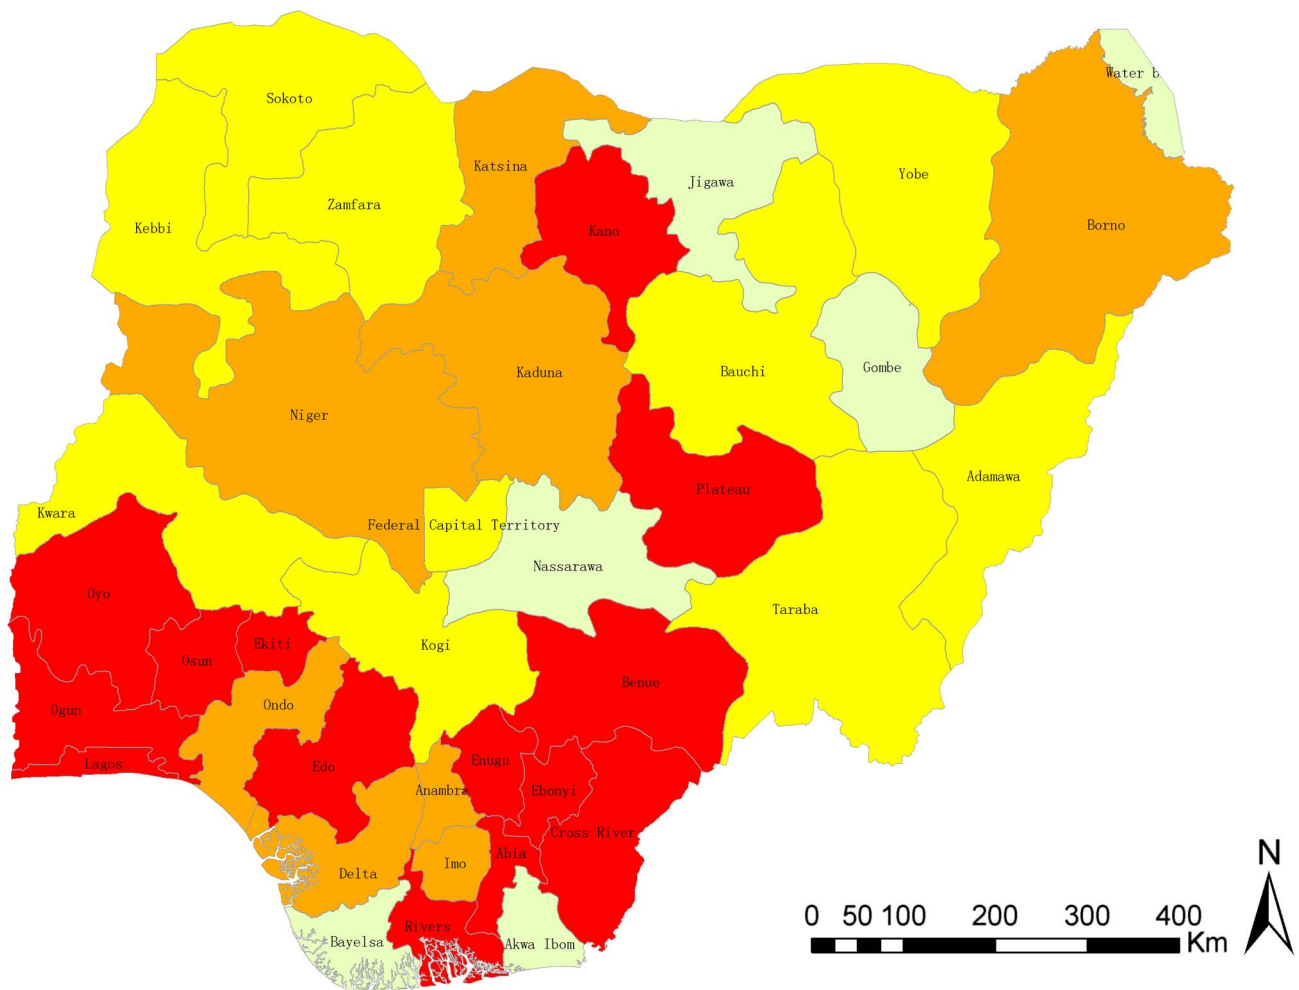 Water b
Sokoto
Katsina
Yobe
Jigawa
Zamfara
Borno
Kebbi
Kano
Gombe
Kaduna
Bauchi
Niger
Adamawa
Plateau
Kwara
Federal Capital Territory
Nassarawa
Oyo
Taraba
Ekiti
Kogi
Osun
Benue
Ondo
Ogun
Enugu
Lagos
Edo
Anambra
Ebonyi
Cross River
Abia
Imo
Delta
Rivers
Bayelsa
Akwa Ibom
N
0 50 100 200 300 400
Km